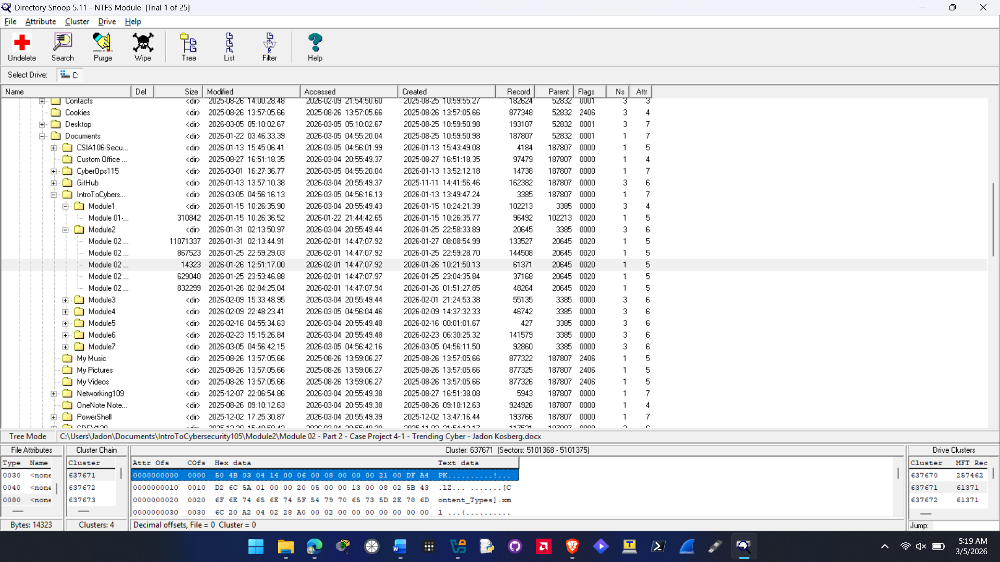 Directory Snoop 5.11 - NTFS Module  [Trial 1 of 25]
File Attribute Cluster Drive Help
Undelete Search Purge Wipe Tree List Filter Help
Select Drive: C:
Name Del Size Modified Accessed Created Record Parent Flags Ns Attr
Contacts <dir> 2025-08-26 14:00:28.48 2026-02-09 21:54:50.60 2025-08-25 10:59:55.27 182624 52832 0001 3 3
Cookies <dir> 2025-08-26 13:57:05.66 2025-08-26 13:57:05.66 2025-08-26 13:57:05.66 877348 52832 2406 3 4
Desktop <dir> 2026-03-05 05:10:02.67 2026-03-05 05:10:02.67 2025-08-25 10:59:50.98 193107 52832 0001 3 7
Documents <dir> 2026-01-22 03:46:33.39 2026-03-05 04:55:20.04 2025-08-25 10:59:50.98 187807 52832 0001 1 7
CSIA106-Secu... <dir> 2026-01-13 15:45:06.41 2026-03-05 04:56:01.99 2026-01-13 15:43:49.08 4184 187807 0000 1 5
Custom Office ... <dir> 2025-08-27 16:51:18.35 2026-03-04 20:55:49.37 2025-08-27 16:51:18.35 97479 187807 0000 1 4
CyberOps115 <dir> 2026-03-01 16:27:36.77 2026-03-05 04:55:20.04 2026-01-13 13:52:12.18 14738 187807 0000 1 7
GitHub <dir> 2026-01-13 13:57:10.38 2026-03-04 20:55:49.37 2025-11-11 14:41:56.46 162382 187807 0000 3 6
IntroToCybers... <dir> 2026-03-05 04:56:16.13 2026-03-05 04:56:16.13 2026-01-13 13:49:47.24 3385 187807 0000 1 7
Module1 <dir> 2026-01-15 10:26:35.90 2026-03-04 20:55:49.43 2026-01-15 10:24:21.39 102213 3385 0000 3 4
Module 01-... 310842 2026-01-15 10:26:36.52 2026-01-22 21:44:42.65 2026-01-15 10:26:35.77 96492 102213 0020 1 5
Module2 <dir> 2026-01-31 02:13:50.97 2026-03-04 20:55:49.44 2026-01-25 22:58:33.89 20645 3385 0000 3 6
Module 02 ... 11071337 2026-01-31 02:13:44.91 2026-02-01 14:47:07.92 2026-01-27 08:08:54.99 133527 20645 0020 1 5
Module 02 ... 867523 2026-01-25 22:59:29.03 2026-02-01 14:47:07.92 2026-01-25 22:59:28.70 144508 20645 0020 1 5
Module 02 ... 14323 2026-01-26 12:51:17.00 2026-02-01 14:47:07.92 2026-01-26 10:21:50.13 61371 20645 0020 1 5
Module 02 ... 629040 2026-01-25 23:53:46.88 2026-02-01 14:47:07.97 2026-01-25 23:04:35.84 37168 20645 0020 1 5
Module 02 ... 832299 2026-01-26 02:04:25.04 2026-02-01 14:47:07.94 2026-01-26 01:51:27.85 48264 20645 0020 1 5
Module3 <dir> 2026-02-09 15:33:48.95 2026-03-04 20:55:49.44 2026-02-01 21:24:53.38 55135 3385 0000 3 6
Module4 <dir> 2026-02-09 22:48:23.41 2026-03-05 04:56:04.46 2026-02-09 14:37:32.33 46742 3385 0000 3 6
Module5 <dir> 2026-02-16 04:55:34.63 2026-03-04 20:55:49.48 2026-02-16 00:01:01.67 427 3385 0000 3 6
Module6 <dir> 2026-02-23 15:15:26.84 2026-03-04 20:55:49.48 2026-02-23 06:30:25.32 141579 3385 0000 3 6
Module7 <dir> 2026-03-05 04:56:42.15 2026-03-05 04:56:42.16 2026-03-05 04:56:11.50 92860 3385 0000 3 6
My Music <dir> 2025-08-26 13:57:05.66 2025-08-26 13:59:06.27 2025-08-26 13:57:05.66 877322 187807 2406 1 5
My Pictures <dir> 2025-08-26 13:57:05.66 2025-08-26 13:59:06.27 2025-08-26 13:57:05.66 877325 187807 2406 1 5
My Videos <dir> 2025-08-26 13:57:05.66 2025-08-26 13:59:06.27 2025-08-26 13:57:05.66 877326 187807 2406 1 5
Networking109 <dir> 2025-12-07 22:06:54.86 2026-03-04 20:55:49.38 2025-08-27 16:51:38.08 5943 187807 0000 1 7
OneNote Note... <dir> 2025-08-26 09:10:12.63 2026-03-04 20:55:49.38 2025-08-26 09:10:12.63 924926 187807 0000 1 4
PowerShell <dir> 2025-12-02 17:25:30.87 2026-03-04 20:55:49.39 2025-12-02 13:47:16.44 193766 187807 0000 1 7
Tree Mode C:\Users\Jadon\Documents\IntroToCybersecurity105\Module2\Module 02 - Part 2 - Case Project 4-1 - Trending Cyber - Jadon Kosberg.docx
File Attributes Cluster Chain Cluster: 637671  (Sectors: 5101368 - 5101375) Drive Clusters
Type Name Cluster Attr Ofs COfs Hex data Text data Cluster MFT Rec
0030 <none 637671 0000000000 0000 50 4B 03 04 14 00 06 00 08 00 00 00 21 00 DF A4 PK..........!... 637670 257462
0040 <none 637672 0000000010 0010 D2 6C 5A 01 00 00 20 05 00 00 13 00 08 02 5B 43 .lZ... .......[C 637671 61371
0080 <none 637673 0000000020 0020 6F 6E 74 65 6E 74 5F 54 79 70 65 73 5D 2E 78 6D ontent_Types].xm 637672 61371
0000000030 0030 6C 20 A2 04 02 28 A0 00 02 00 00 00 00 00 00 00 l ...(..........
Bytes: 14323 Clusters: 4 Decimal offsets, File = 0  Cluster = 0 Jump:
5:19 AM
3/5/2026